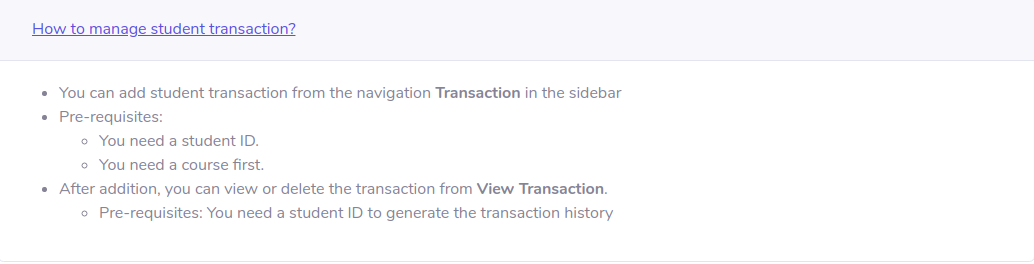 How to manage student transaction?
You can add student transaction from the navigation Transaction in the sidebar
Pre-requisites:
You need a student ID.
You need a course first.
After addition, you can view or delete the transaction from View Transaction.
Pre-requisites: You need a student ID to generate the transaction history